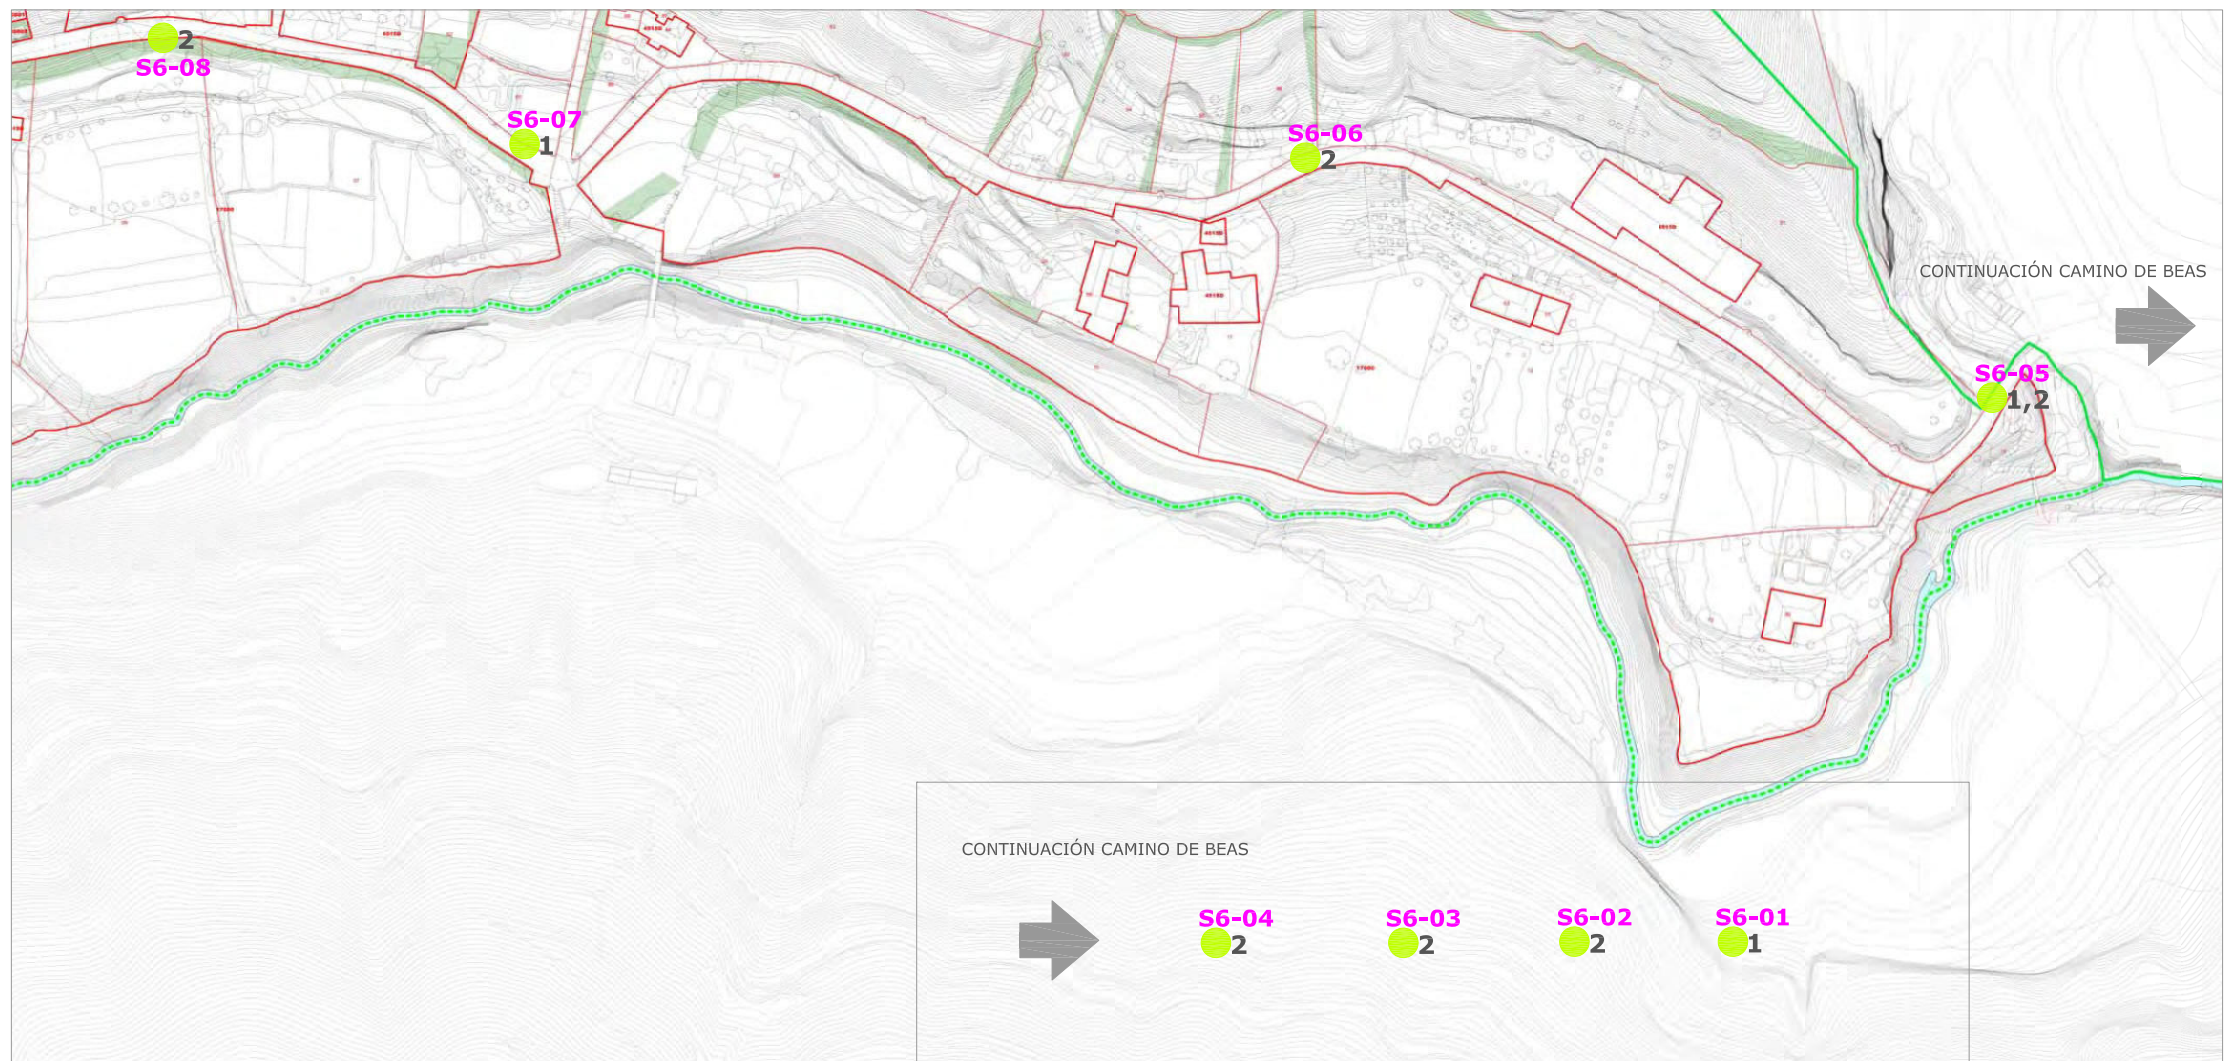 2
S6-08
S6-07
1
S6-06
2
CONTINUACIÓN CAMINO DE BEAS
S6-05
1,2
CONTINUACIÓN CAMINO DE BEAS
S6-04
2
S6-03
2
S6-02
2
S6-01
1